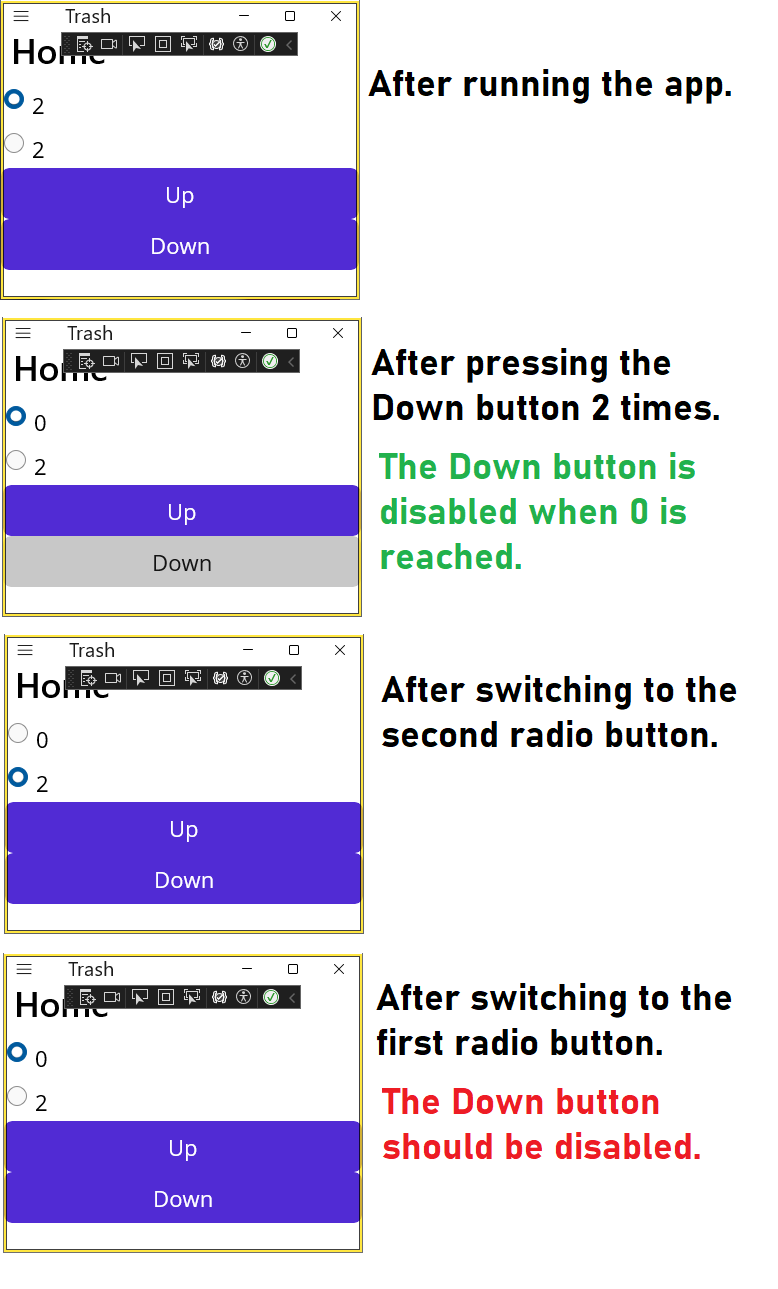 Trash
Home
2
2
Up
Down
After running the app.
Trash
Home
0
2
Up
Down
After pressing the
Down button 2 times.
The Down button is
disabled when 0 is
reached.
Trash
Home
0
2
Up
Down
After switching to the
second radio button.
Trash
Home
0
2
Up
Down
After switching to the
first radio button.
The Down button
should be disabled.